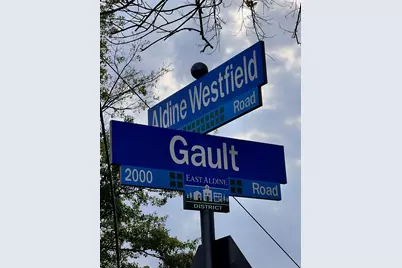 Aldine Westfield
Road
Gault
2000 Road
EAST ALDINE
DISTRICT